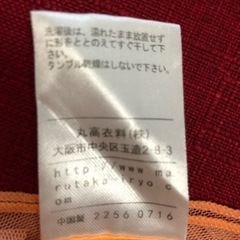 洗濯後は、濡れたまま放置せず
に形をととのえてすぐ干して下
さい。
タンブル乾燥はしないで下さい。
丸高衣料(株)
大阪市中央区玉造2-8-3
http://www.ma
rutaka-iryo.c
om
中国製 2256 0716